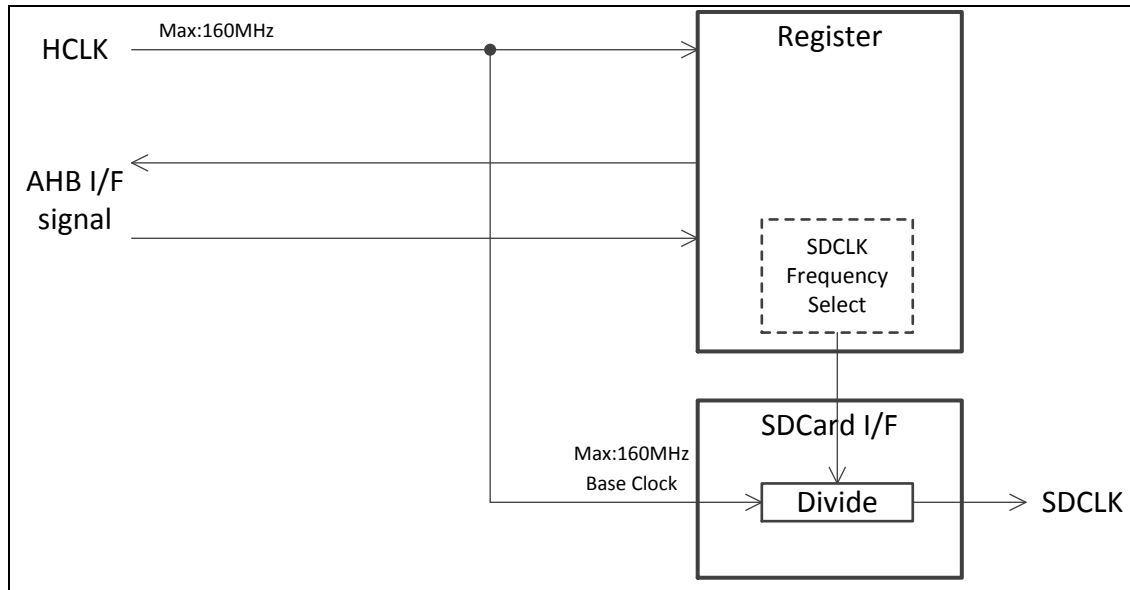 HCLK
Max:160MHz
Register
AHB I/F
signal
SDCLK
Frequency
Select
SDCard I/F
Max:160MHz
Base Clock
Divide
SDCLK